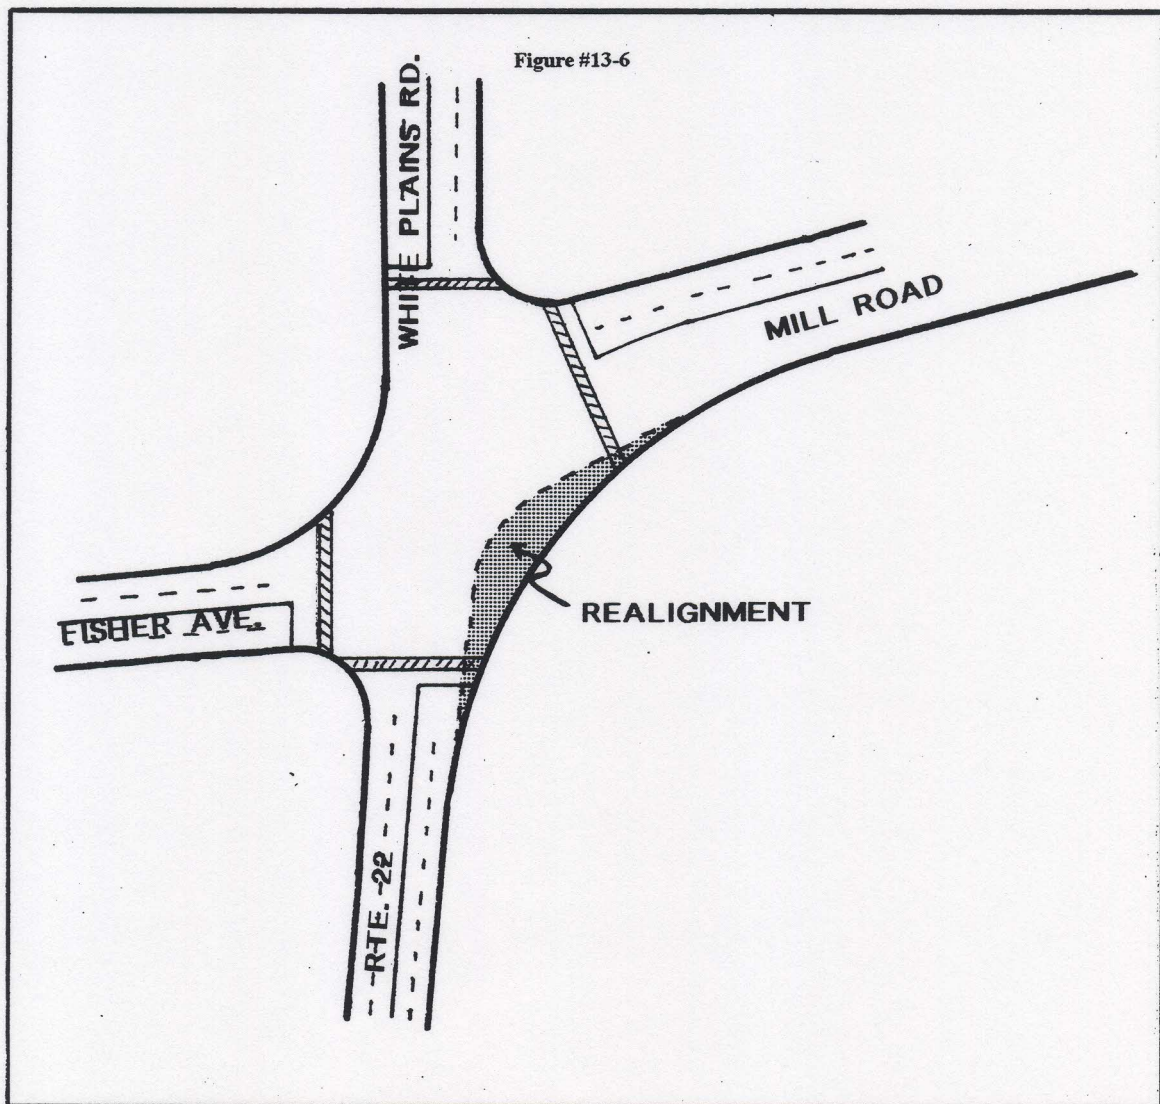 Figure #13-6
WHITE PLAINS RD.
MILL ROAD
REALIGNMENT
FISHER AVE.
RTE. 22